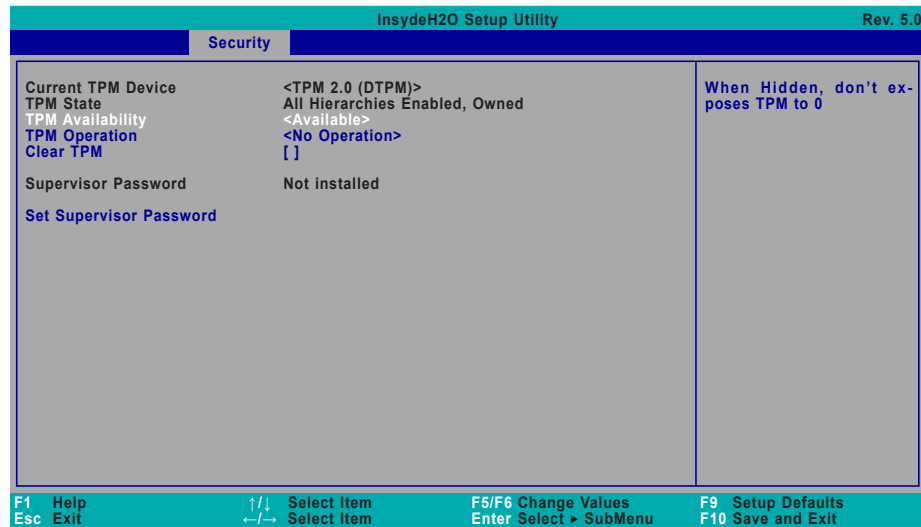 InsydeH2O Setup Utility Rev. 5.0
Security
Current TPM Device <TPM 2.0 (DTPM)>
TPM State All Hierarchies Enabled, Owned
TPM Availability <Available>
TPM Operation <No Operation>
Clear TPM [ ]
Supervisor Password Not installed
Set Supervisor Password
When Hidden, don't ex-
poses TPM to 0
F1 Help ↑/↓ Select Item F5/F6 Change Values F9 Setup Defaults
Esc Exit ←/→ Select Item Enter Select ▶ SubMenu F10 Save and Exit